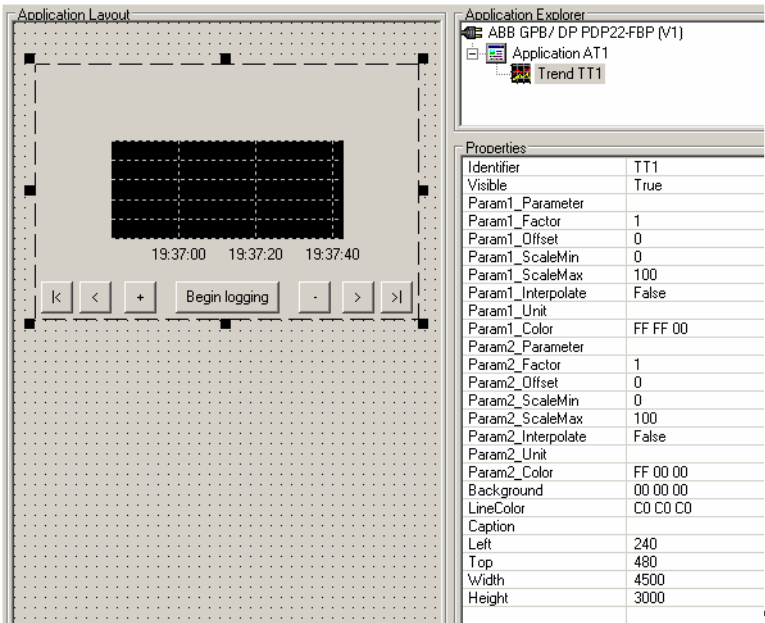 Application Layout
19:37:00 19:37:20 19:37:40
|< < + Begin logging - > >|
Application Explorer
ABB GPB/ DP PDP22-FBP (V1)
Application AT1
Trend TT1
Properties
Identifier TT1
Visible True
Param1_Parameter
Param1_Factor 1
Param1_Offset 0
Param1_ScaleMin 0
Param1_ScaleMax 100
Param1_Interpolate False
Param1_Unit
Param1_Color FF FF 00
Param2_Parameter
Param2_Factor 1
Param2_Offset 0
Param2_ScaleMin 0
Param2_ScaleMax 100
Param2_Interpolate False
Param2_Unit
Param2_Color FF 00 00
Background 00 00 00
LineColor C0 C0 C0
Caption
Left 240
Top 480
Width 4500
Height 3000